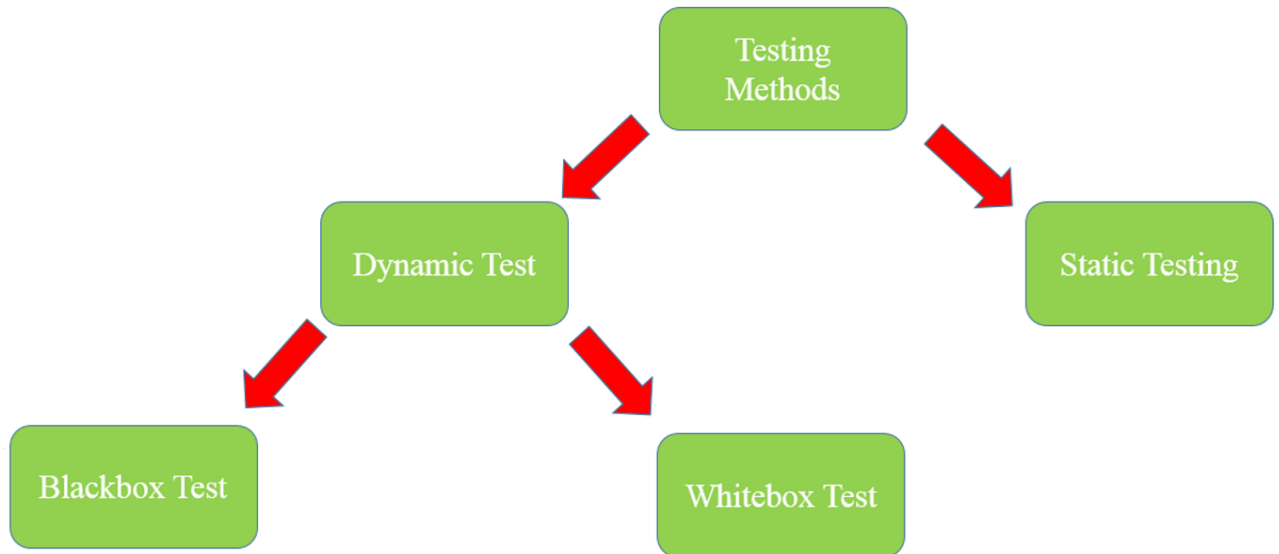 Testing
Methods
Dynamic Test
Static Testing
Blackbox Test
Whitebox Test